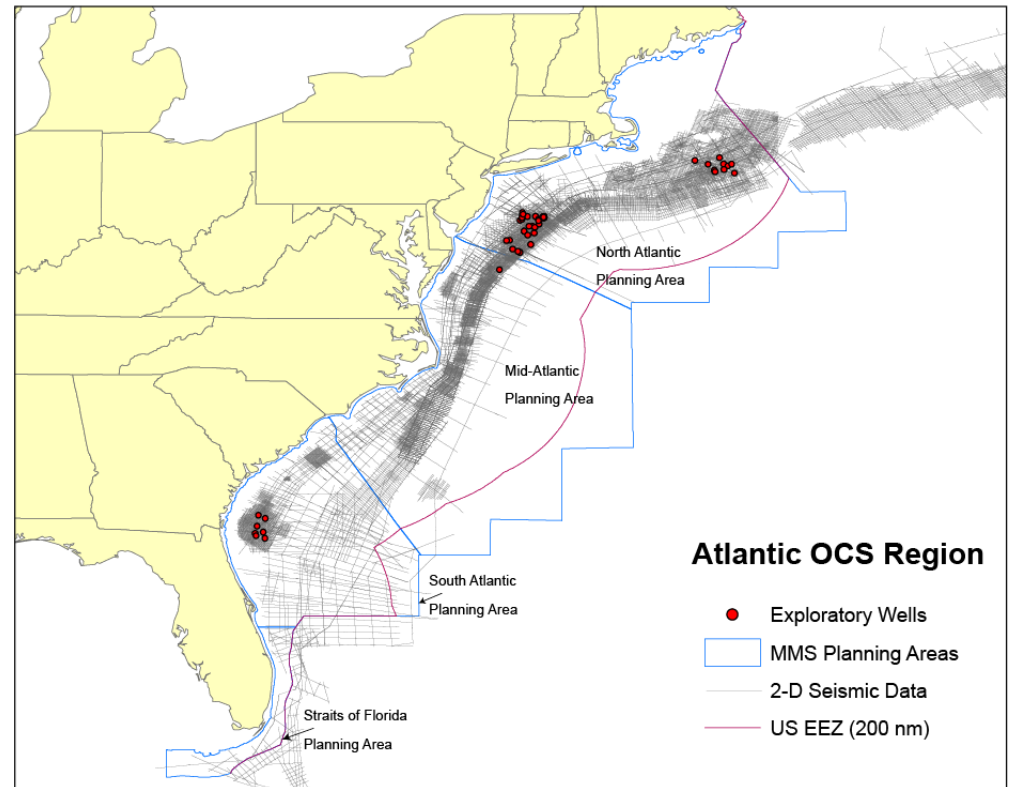 North Atlantic
Planning Area
Mid-Atlantic
Planning Area
South Atlantic
Planning Area
Straits of Florida
Planning Area
Atlantic OCS Region
Exploratory Wells
MMS Planning Areas
2-D Seismic Data
US EEZ (200 nm)